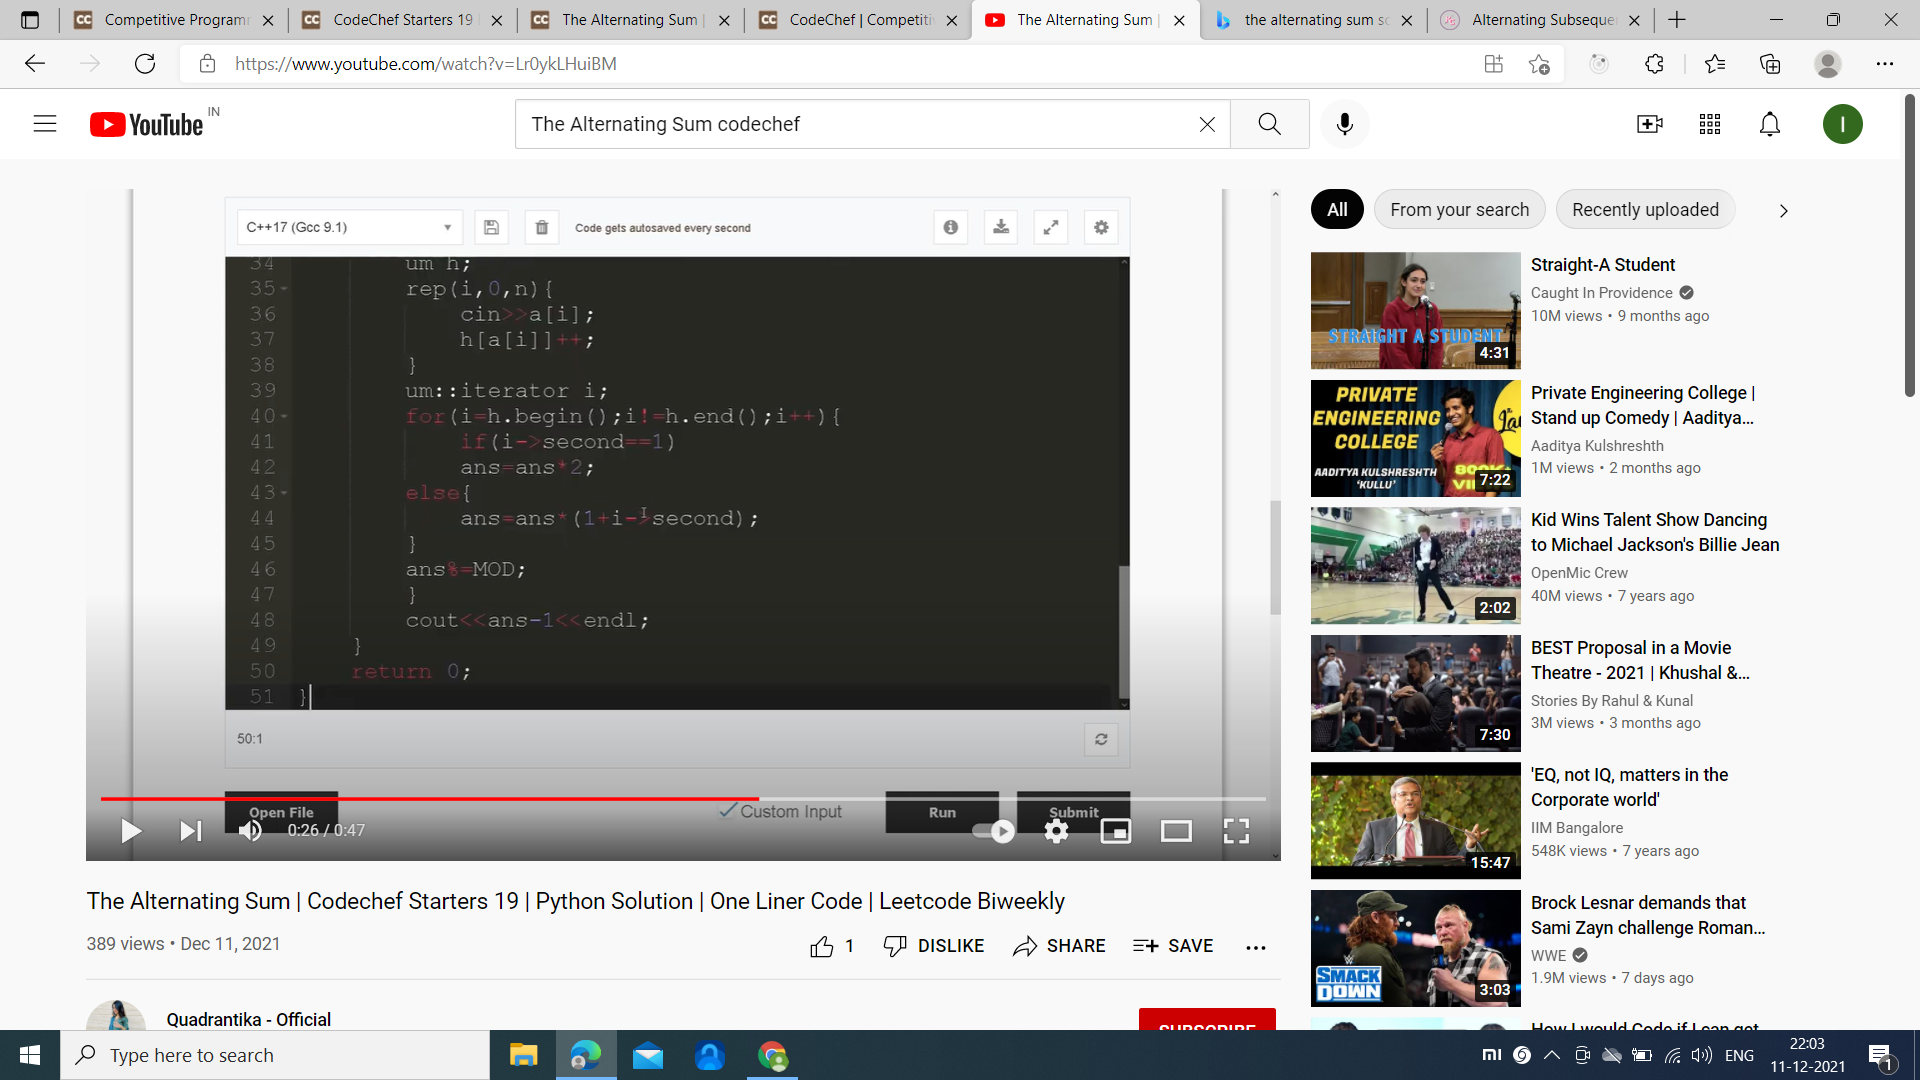 Competitive Programm
CodeChef Starters 19
The Alternating Sum |
CodeChef | Competiti
The Alternating Sum |
the alternating sum so
Alternating Subseque
https://www.youtube.com/watch?v=Lr0ykLHuiBM
YouTube IN
The Alternating Sum codechef
I
C++17 (Gcc 9.1)
Code gets autosaved every second
34 um h;
35 rep(i,0,n){
36 cin>>a[i];
37 h[a[i]]++;
38 }
39 um::iterator i;
40 for(i=h.begin();i!=h.end();i++){
41 if(i->second==1)
42 ans=ans*2;
43 else{
44 ans=ans*(1+i->second);
45 }
46 ans%=MOD;
47 }
48 cout<<ans-1<<endl;
49 }
50 return 0;
51 }
50:1
Open File
Custom Input
Run
Submit
0:26 / 0:47
The Alternating Sum | Codechef Starters 19 | Python Solution | One Liner Code | Leetcode Biweekly
389 views • Dec 11, 2021
1
DISLIKE
SHARE
SAVE
Quadrantika - Official
SUBSCRIBE
All
From your search
Recently uploaded
STRAIGHT A STUDENT
4:31
Straight-A Student
Caught In Providence
10M views • 9 months ago
PRIVATE
ENGINEERING
COLLEGE
AADITYA KULSHRESHTH
'KULLU'
7:22
Private Engineering College |
Stand up Comedy | Aaditya...
Aaditya Kulshreshth
1M views • 2 months ago
2:02
Kid Wins Talent Show Dancing
to Michael Jackson's Billie Jean
OpenMic Crew
40M views • 7 years ago
7:30
BEST Proposal in a Movie
Theatre - 2021 | Khushal &...
Stories By Rahul & Kunal
3M views • 3 months ago
15:47
'EQ, not IQ, matters in the
Corporate world'
IIM Bangalore
548K views • 7 years ago
SMACK
DOWN
3:03
Brock Lesnar demands that
Sami Zayn challenge Roman...
WWE
1.9M views • 7 days ago
How I would Code if I can get
Type here to search
mi
ENG
22:03
11-12-2021
1